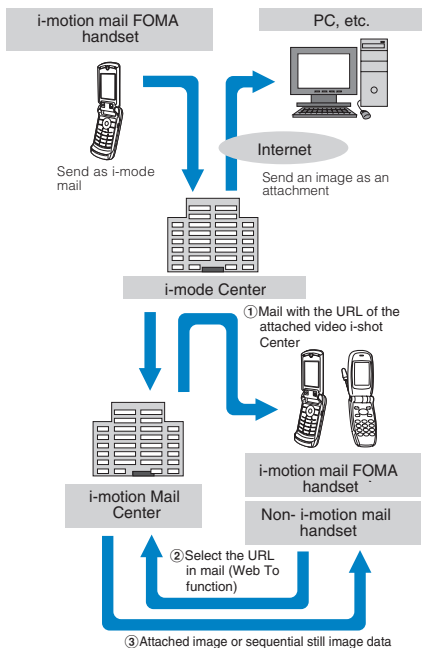 i-motion mail FOMA
handset
PC, etc.
Internet
Send as i-mode
mail
Send an image as an
attachment
i-mode Center
①Mail with the URL of the
attached video i-shot
Center
i-motion mail FOMA
handset
i-motion Mail
Center
Non- i-motion mail
handset
②Select the URL
in mail (Web To
function)
③Attached image or sequential still image data